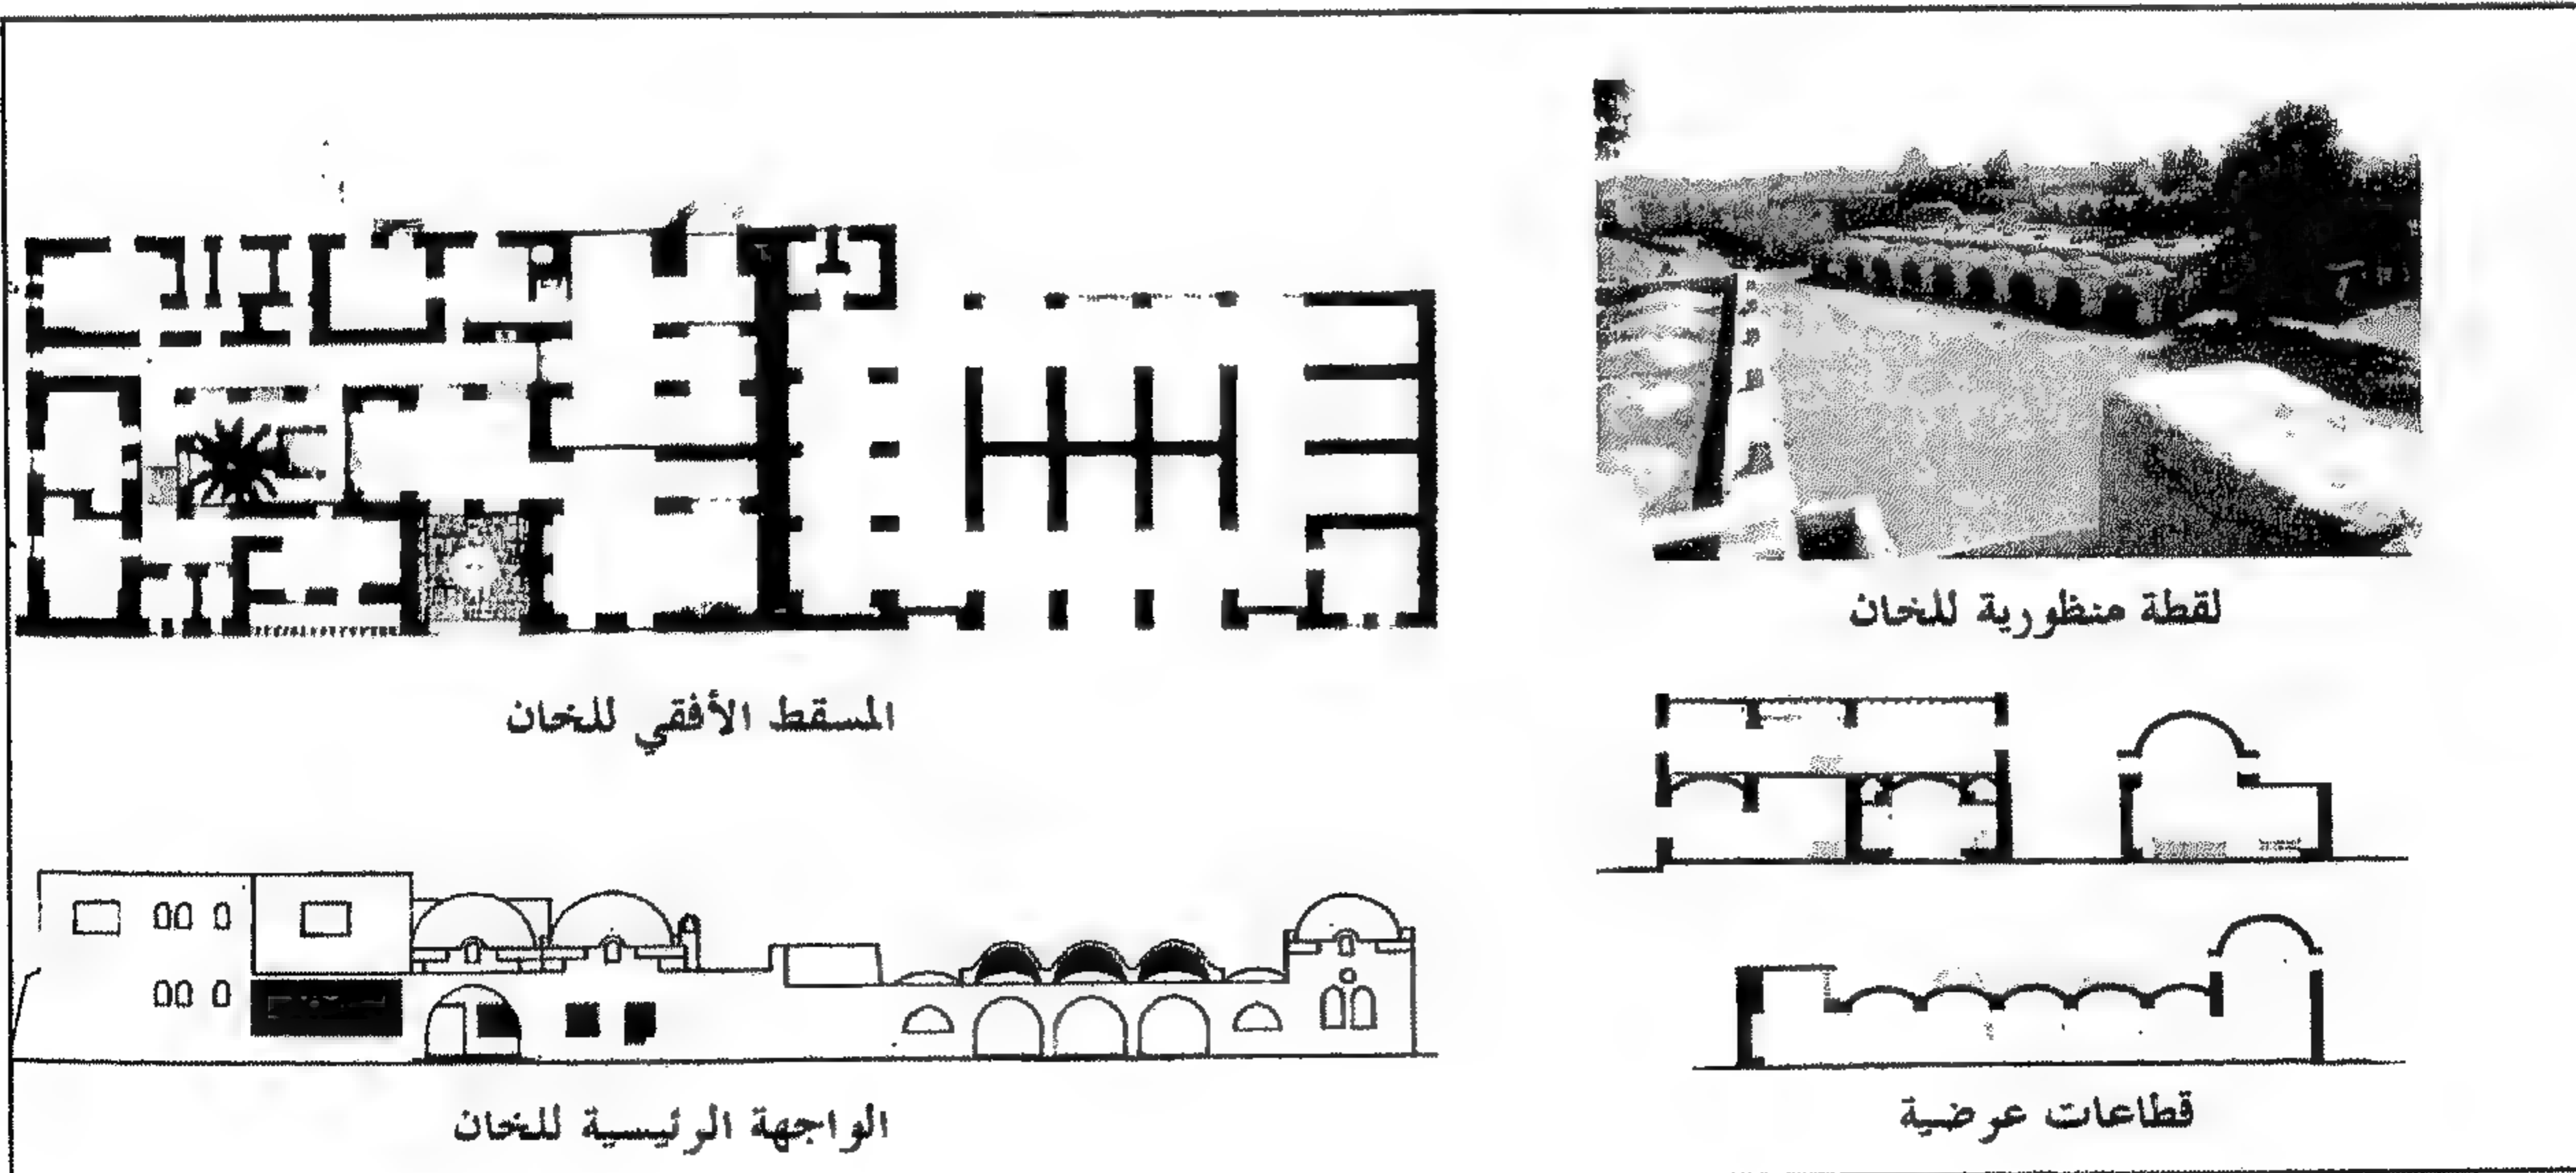 لقطة منظورية للخان
المسقط الأفقي للخان
الواجهة الرئيسية للخان
قطاعات عرضية